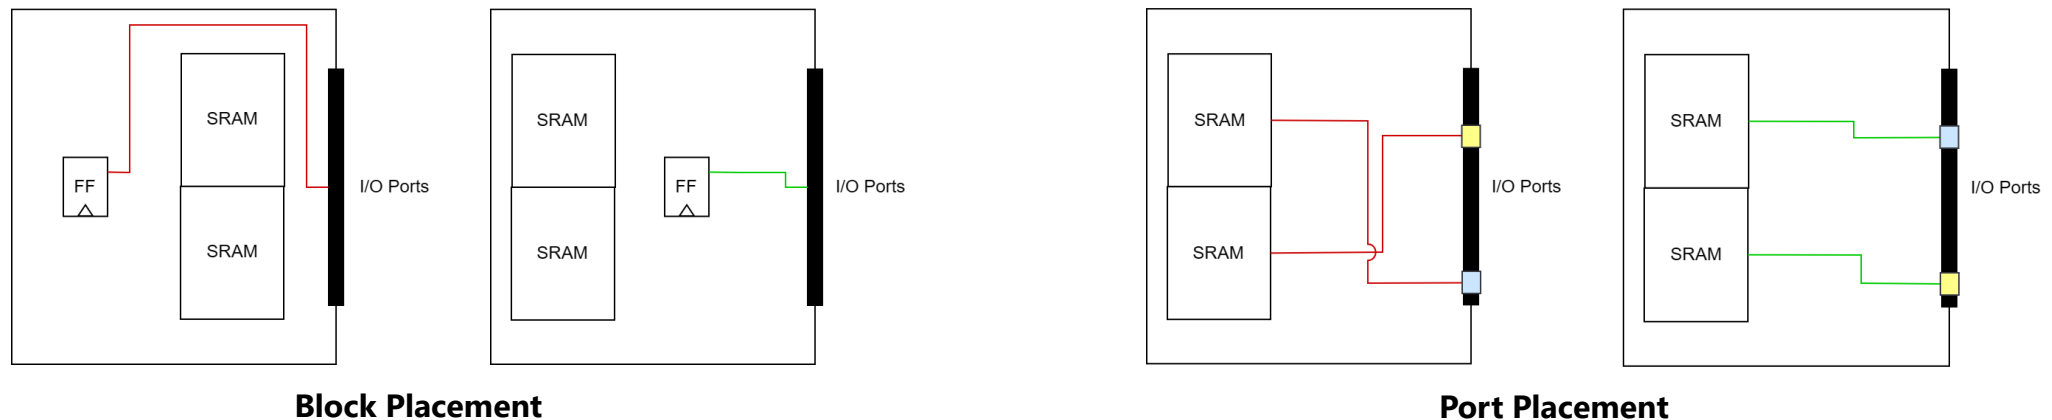 SRAM
SRAM
FF
I/O Ports
SRAM
SRAM
FF
I/O Ports
Block Placement
SRAM
SRAM
I/O Ports
SRAM
SRAM
I/O Ports
Port Placement